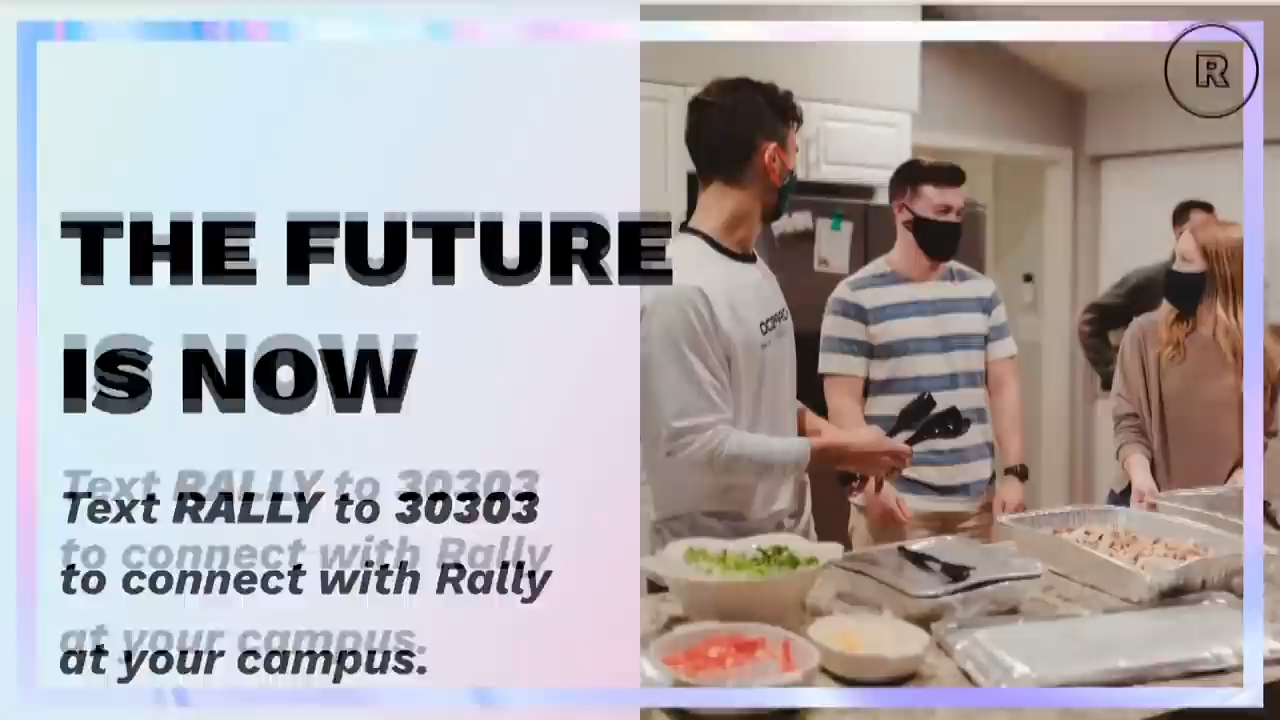 R
THE FUTURE
IS NOW
Text RALLY to 30303
to connect with Rally
at your campus.